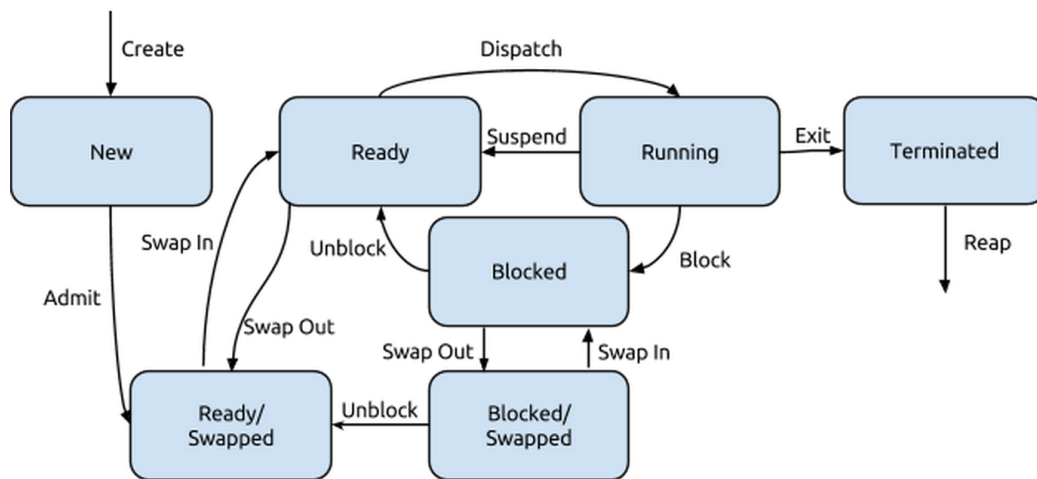 Create
Dispatch
New
Ready
Suspend
Running
Exit
Terminated
Swap In
Unblock
Blocked
Block
Reap
Admit
Swap Out
Swap Out
Swap In
Ready/
Swapped
Unblock
Blocked/
Swapped